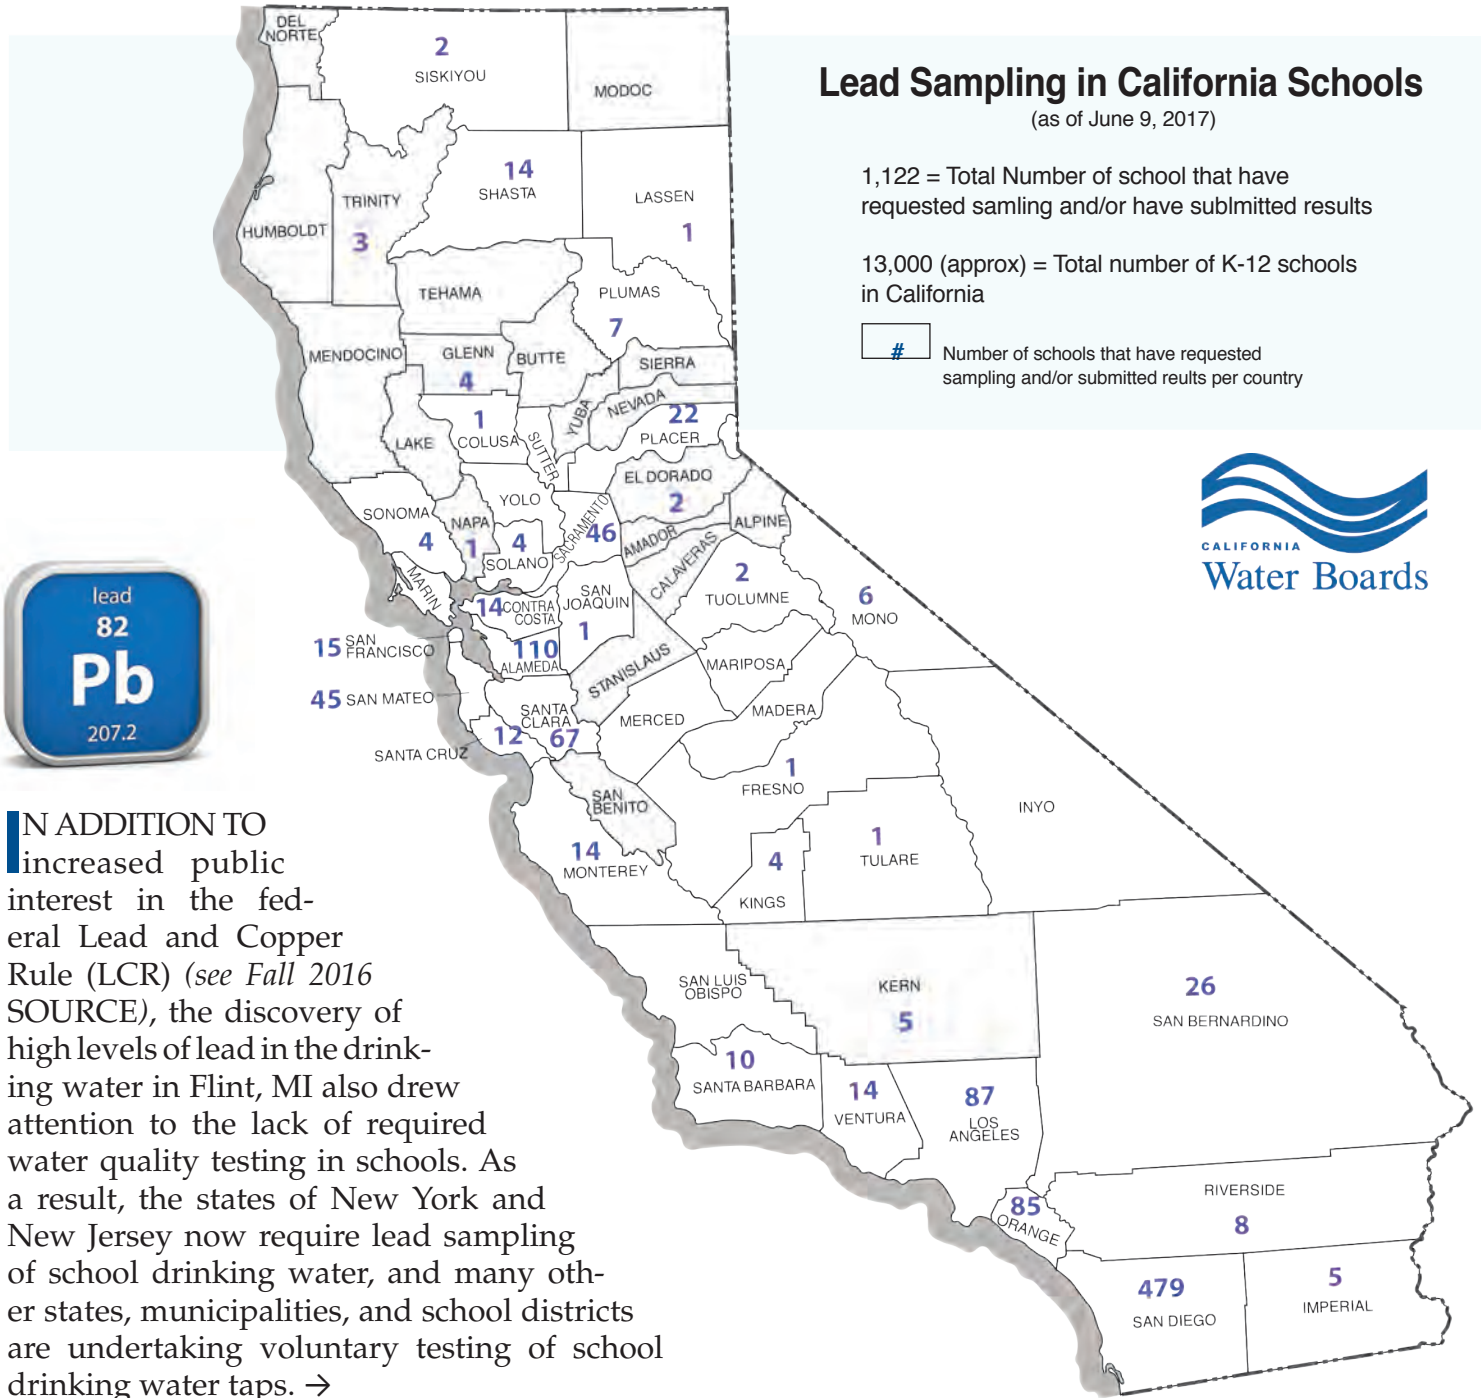 Lead Sampling in California Schools
(as of June 9, 2017)
1,122 = Total Number of school that have
requested samling and/or have sublmitted results
13,000 (approx) = Total number of K-12 schools
in California
#
Number of schools that have requested
sampling and/or submitted reults per country
CALIFORNIA
Water Boards
DEL
NORTE
2
SISKIYOU
MODOC
HUMBOLDT
TRINITY
3
14
SHASTA
LASSEN
1
TEHAMA
PLUMAS
7
MENDOCINO
GLENN
4
BUTTE
SIERRA
NEVADA
YUBA
22
PLACER
1
COLUSA
SUTTER
LAKE
EL DORADO
2
YOLO
SONOMA
4
NAPA
1
4
SOLANO
SACRAMENTO
46
AMADOR
ALPINE
CALAVERAS
MARIN
14 CONTRA
COSTA
SAN
JOAQUIN
1
2
TUOLUMNE
6
MONO
15 SAN
FRANCISCO
110
ALAMEDA
STANISLAUS
MARIPOSA
45 SAN MATEO
SANTA
CLARA
67
12
SANTA CRUZ
MERCED
MADERA
1
FRESNO
SAN
BENITO
INYO
14
MONTEREY
4
KINGS
1
TULARE
SAN LUIS
OBISPO
KERN
5
26
SAN BERNARDINO
10
SANTA BARBARA
14
VENTURA
87
LOS
ANGELES
85
ORANGE
RIVERSIDE
8
479
SAN DIEGO
5
IMPERIAL
lead
82
Pb
207.2
IN ADDITION TO
increased public
interest in the fed-
eral Lead and Copper
Rule (LCR) (see Fall 2016
SOURCE), the discovery of
high levels of lead in the drink-
ing water in Flint, MI also drew
attention to the lack of required
water quality testing in schools. As
a result, the states of New York and
New Jersey now require lead sampling
of school drinking water, and many oth-
er states, municipalities, and school districts
are undertaking voluntary testing of school
drinking water taps. →